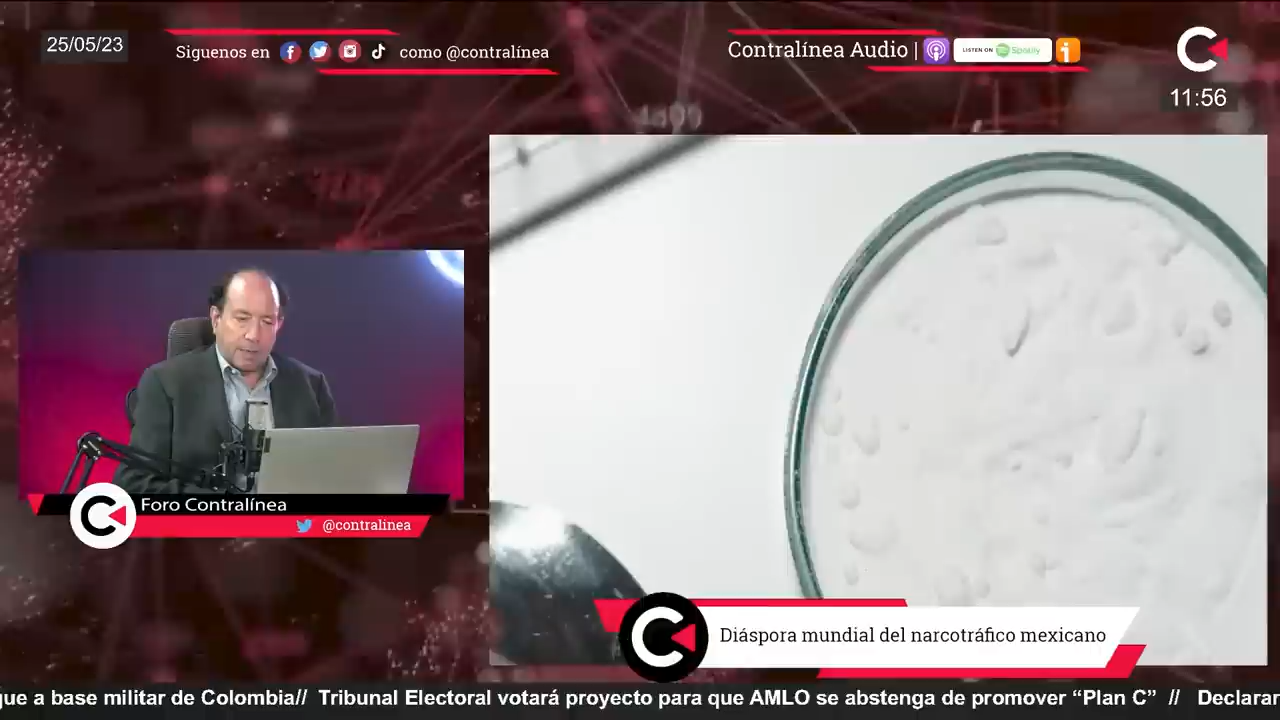 25/05/23
Siguenos en
como @contralínea
Contralínea Audio |
LISTEN ON Spotify
11:56
Foro Contralínea
@contralinea
Diáspora mundial del narcotráfico mexicano
a base militar de Colombia// Tribunal Electoral votará proyecto para que AMLO se abstenga de promover “Plan C” //